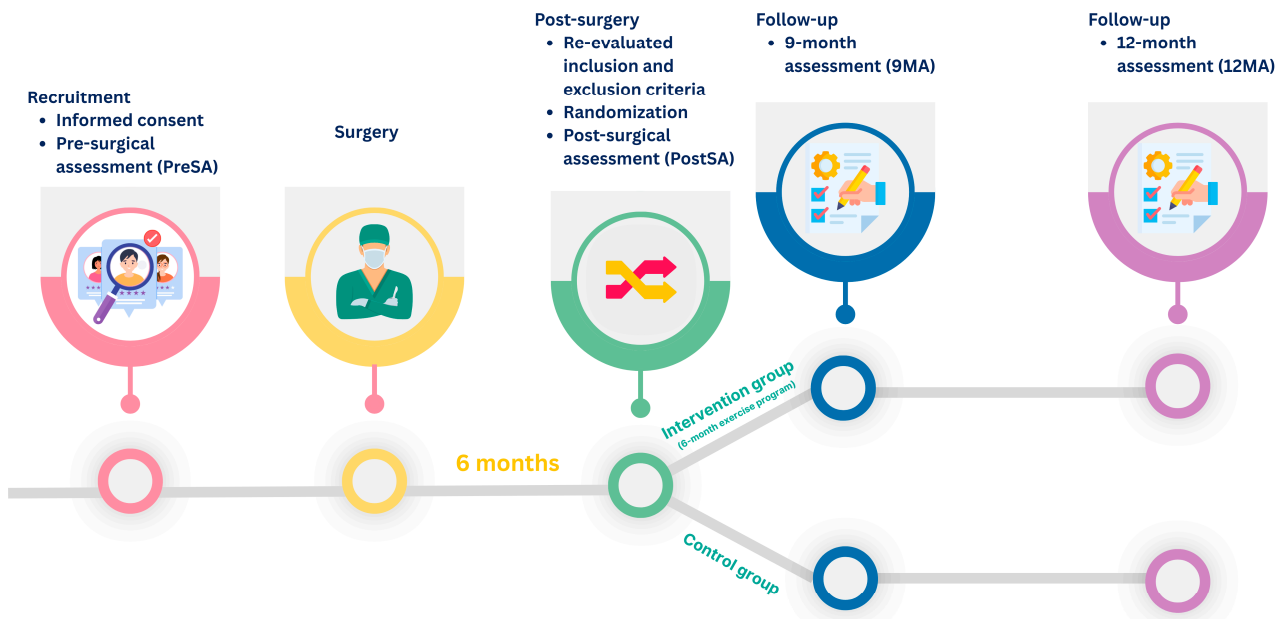 Recruitment
• Informed consent
• Pre-surgical
assessment (PreSA)
Surgery
Post-surgery
• Re-evaluated
inclusion and
exclusion criteria
• Randomization
• Post-surgical
assessment (PostSA)
Follow-up
• 9-month
assessment (9MA)
Follow-up
• 12-month
assessment (12MA)
6 months
Intervention group
(6-month exercise program)
Control group